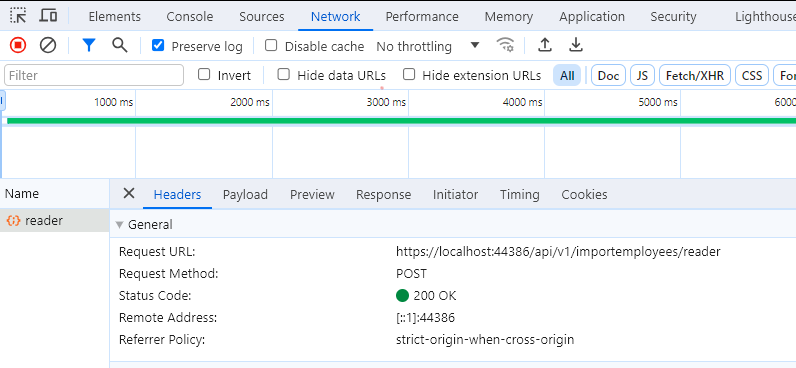 Elements Console Sources Network Performance Memory Application Security Lighthouse
Preserve log Disable cache No throttling
Filter Invert Hide data URLs Hide extension URLs All Doc JS Fetch/XHR CSS For
1000 ms 2000 ms 3000 ms 4000 ms 5000 ms 6000
Name Headers Payload Preview Response Initiator Timing Cookies
reader
General
Request URL: https://localhost:44386/api/v1/importemployees/reader
Request Method: POST
Status Code: 200 OK
Remote Address: [::1]:44386
Referrer Policy: strict-origin-when-cross-origin